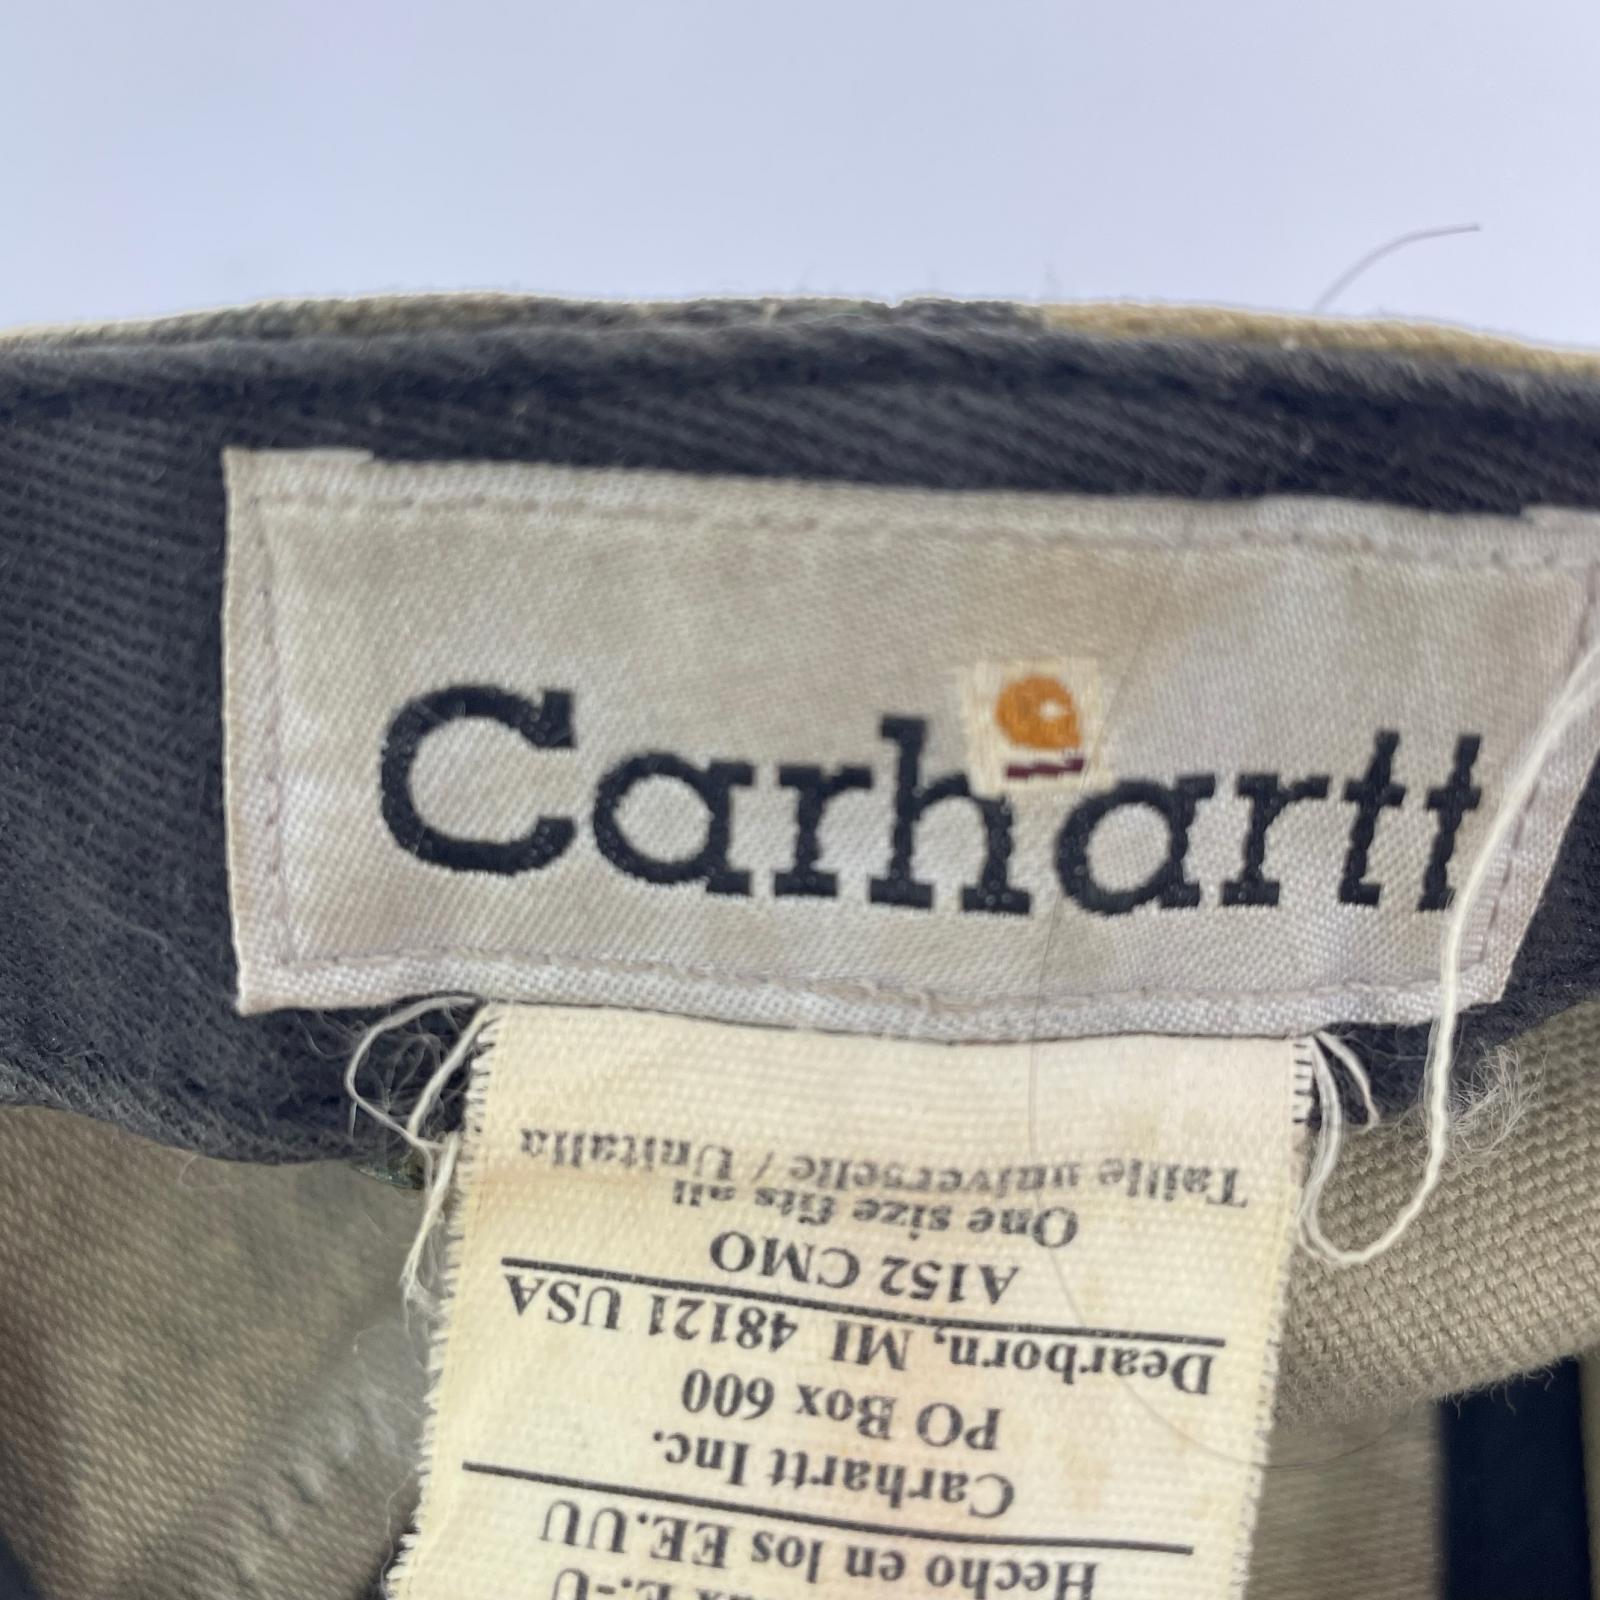 Carhartt
Hecho en los EE.UU
Carhartt Inc.
PO Box 600
Dearborn, MI 48121 USA
A152 CMO
One size fits all
Taille universelle / Unitalla